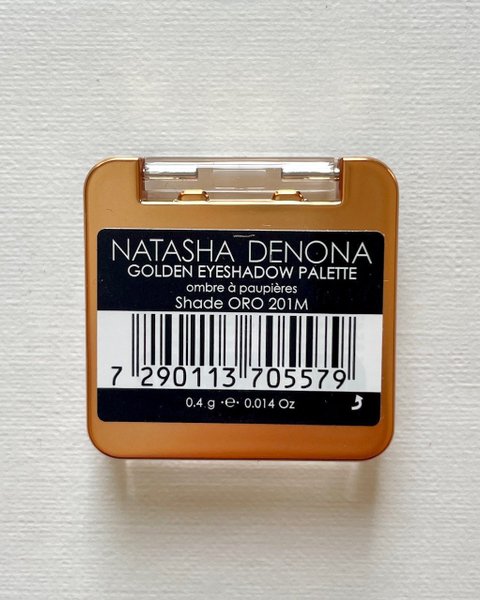 NATASHA DENONA
GOLDEN EYESHADOW PALETTE
ombre à paupières
Shade ORO 201M
7 290113 705579
0.4 g ·e· 0.014 Oz